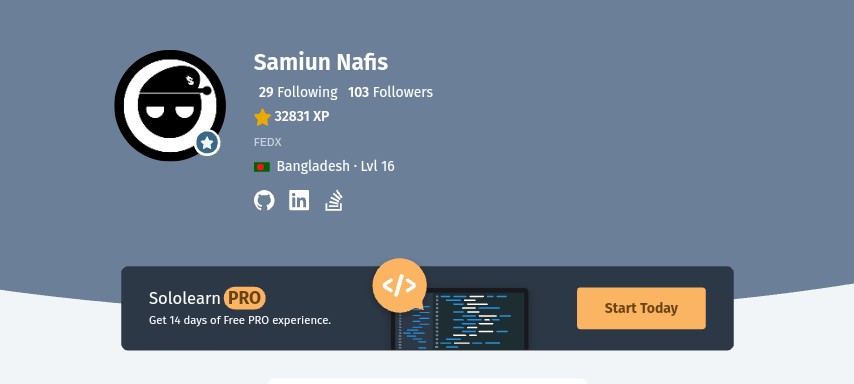 Samiun Nafis
29 Following 103 Followers
32831 XP
FEDX
Bangladesh · Lvl 16
Sololearn PRO
Get 14 days of Free PRO experience.
</>
Start Today